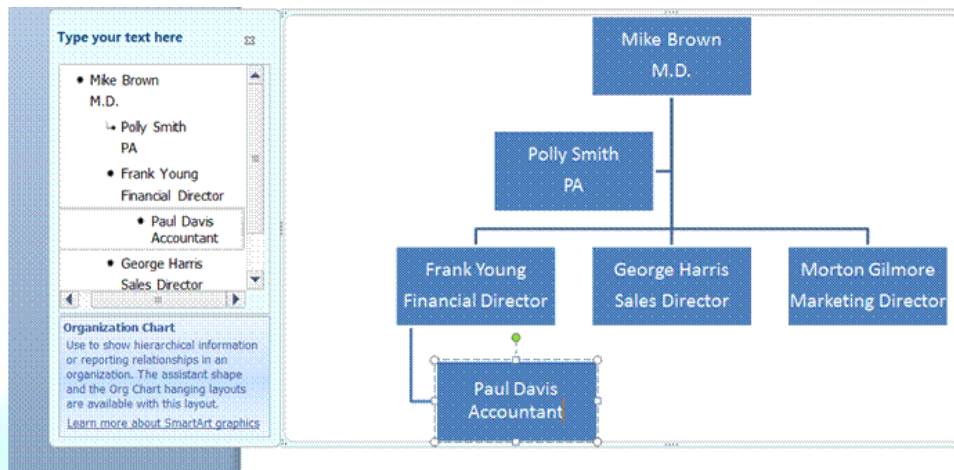 Type your text here
Mike Brown
M.D.
Polly Smith
PA
Frank Young
Financial Director
Paul Davis
Accountant
George Harris
Sales Director
Organization Chart
Use to show hierarchical information
or reporting relationships in an
organization. The assistant shape
and the Org Chart hanging layouts
are available with this layout.
Learn more about SmartArt graphics
Mike Brown
M.D.
Polly Smith
PA
Frank Young
Financial Director
George Harris
Sales Director
Morton Gilmore
Marketing Director
Paul Davis
Accountant